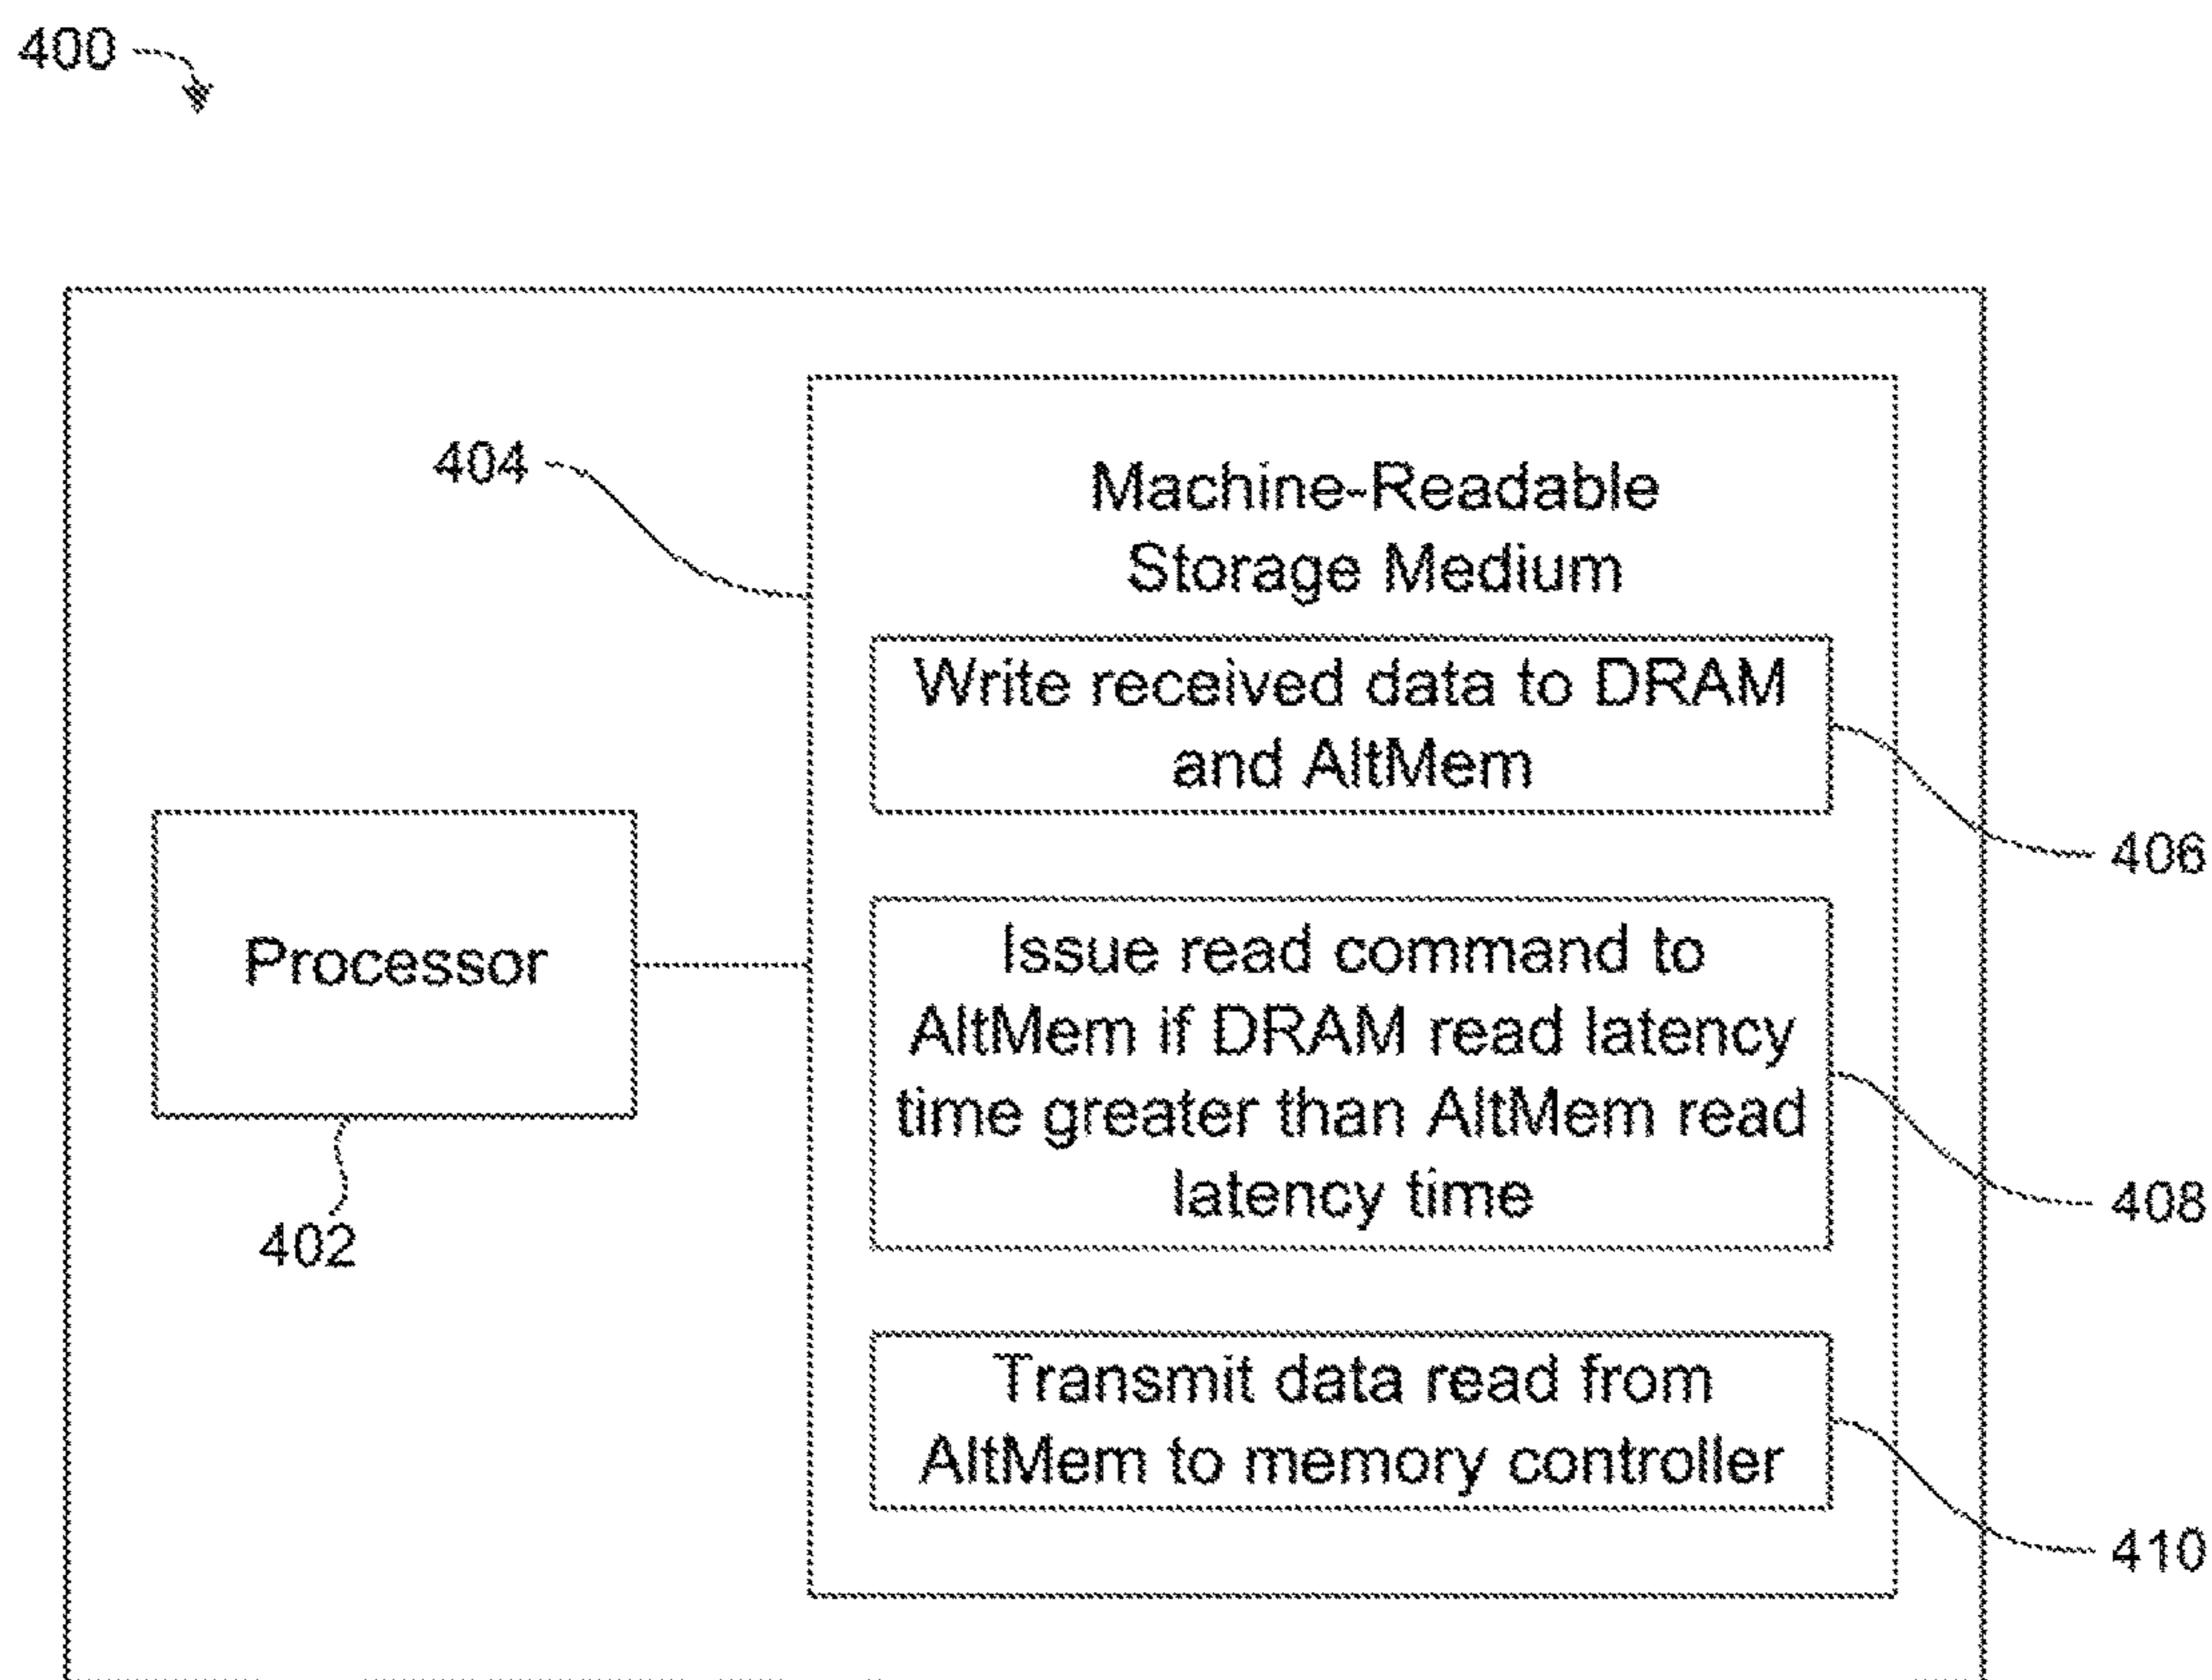 400
404
Machine-Readable
Storage Medium
Write received data to DRAM
and AltMem
406
Processor
402
Issue read command to
AltMem if DRAM read latency
time greater than AltMem read
latency time
408
Transmit data read from
AltMem to memory controller
410